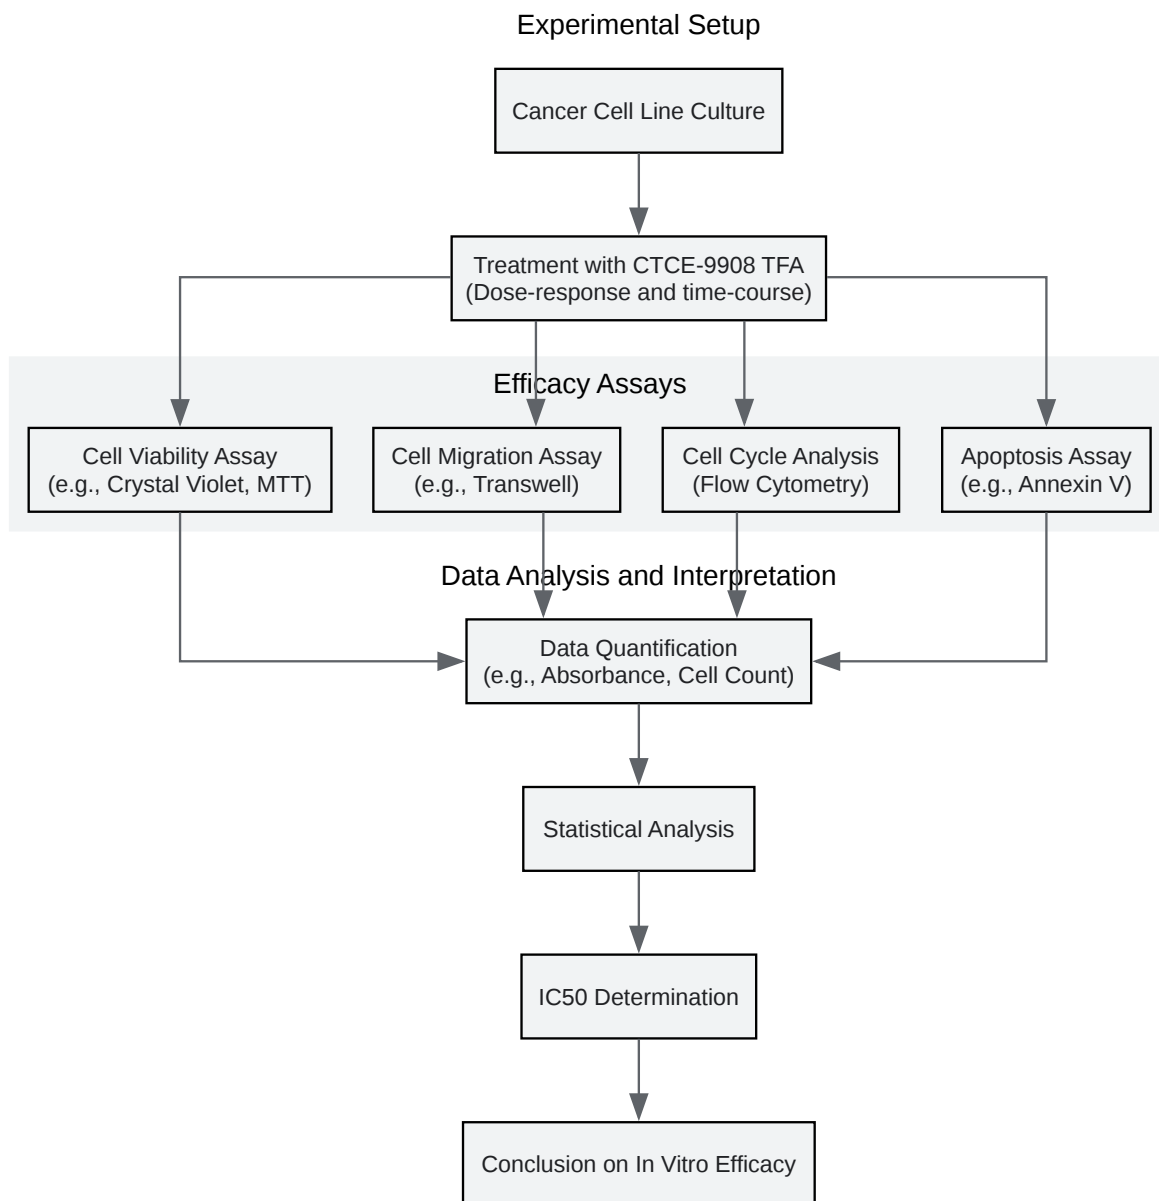 Experimental Setup
Cancer Cell Line Culture
Treatment with CTCE-9908 TFA
(Dose-response and time-course)
Efficacy Assays
Cell Viability Assay
(e.g., Crystal Violet, MTT)
Cell Migration Assay
(e.g., Transwell)
Cell Cycle Analysis
(Flow Cytometry)
Apoptosis Assay
(e.g., Annexin V)
Data Analysis and Interpretation
Data Quantification
(e.g., Absorbance, Cell Count)
Statistical Analysis
IC50 Determination
Conclusion on In Vitro Efficacy